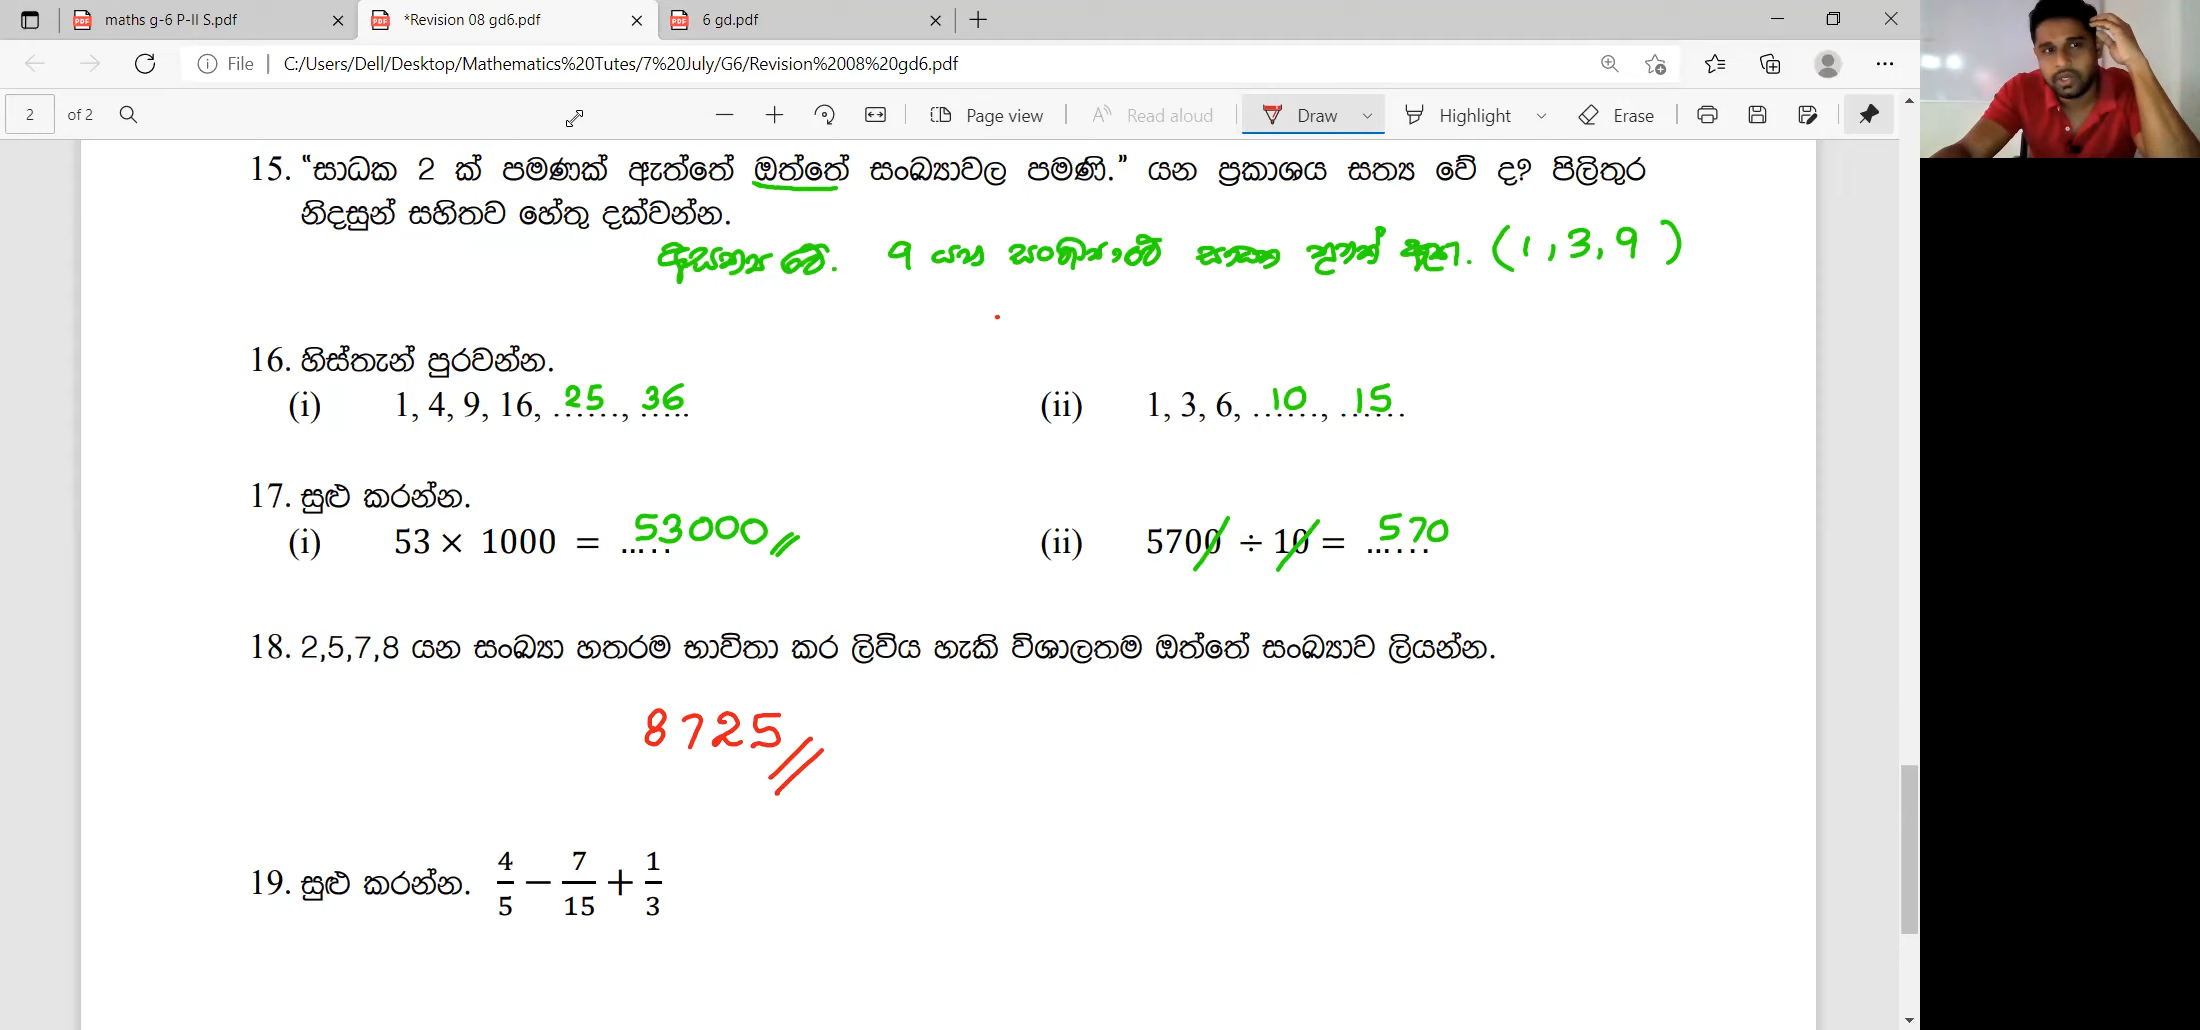 maths g-6 P-II S.pdf
*Revision 08 gd6.pdf
6 gd.pdf
File | C:/Users/Dell/Desktop/Mathematics%20Tutes/7%20July/G6/Revision%2008%20gd6.pdf
2 of 2
Page view
Read aloud
Draw
Highlight
Erase
15. “සාධක 2 ක් පමණක් ඇත්තේ ඔත්තේ සංඛ්‍යාවල පමණි.” යන ප්‍රකාශය සත්‍ය වේ ද? පිලිතුර
නිදසුන් සහිතව හේතු දක්වන්න.
අසත්‍ය වේ. 9 යන සංඛ්‍යාවේ සාධක තුනක් ඇත. (1, 3, 9)
16. හිස්තැන් පුරවන්න.
(i) 1, 4, 9, 16, 25, 36
(ii) 1, 3, 6, 10, 15
17. සුළු කරන්න.
(i) 53 × 1000 = 53000
(ii) 5700 ÷ 10 = 570
18. 2,5,7,8 යන සංඛ්‍යා හතරම භාවිතා කර ලිවිය හැකි විශාලතම ඔත්තේ සංඛ්‍යාව ලියන්න.
8725
19. සුළු කරන්න. 4/5 − 7/15 + 1/3